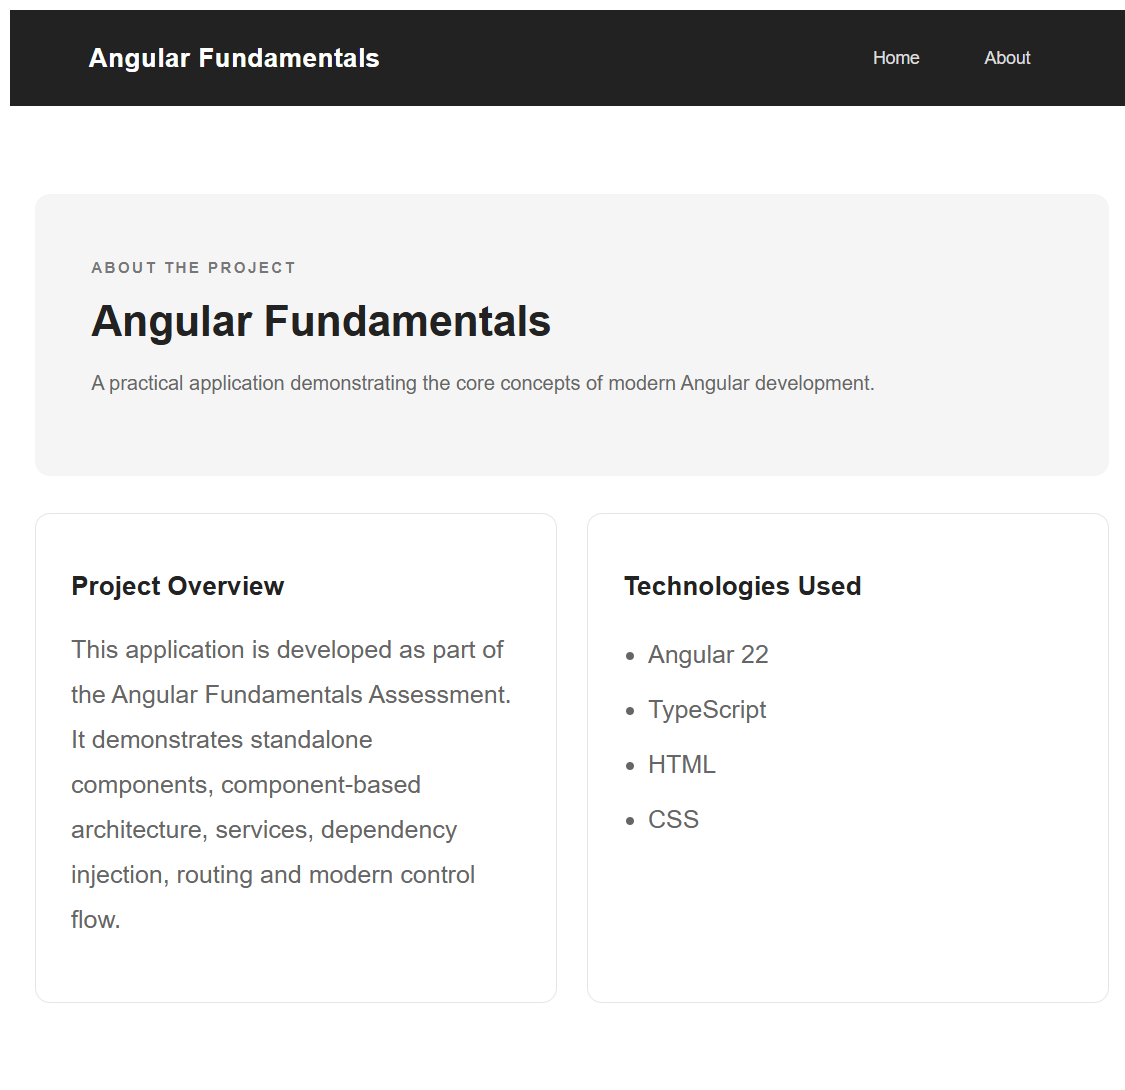 Angular Fundamentals
Home
About
ABOUT THE PROJECT
Angular Fundamentals
A practical application demonstrating the core concepts of modern Angular development.
Project Overview
This application is developed as part of
the Angular Fundamentals Assessment.
It demonstrates standalone
components, component-based
architecture, services, dependency
injection, routing and modern control
flow.
Technologies Used
• Angular 22
• TypeScript
• HTML
• CSS